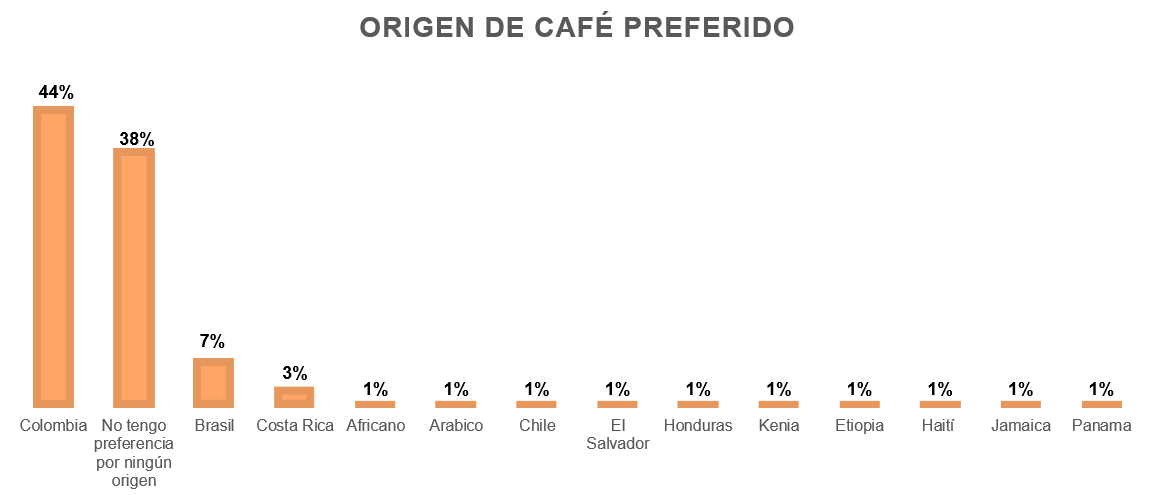 ORIGEN DE CAFÉ PREFERIDO
44%
38%
7%
3%
1%
1%
1%
1%
1%
1%
1%
1%
1%
1%
Colombia
No tengo
preferencia
por ningún
origen
Brasil
Costa Rica
Africano
Arabico
Chile
El
Salvador
Honduras
Kenia
Etiopia
Haití
Jamaica
Panama